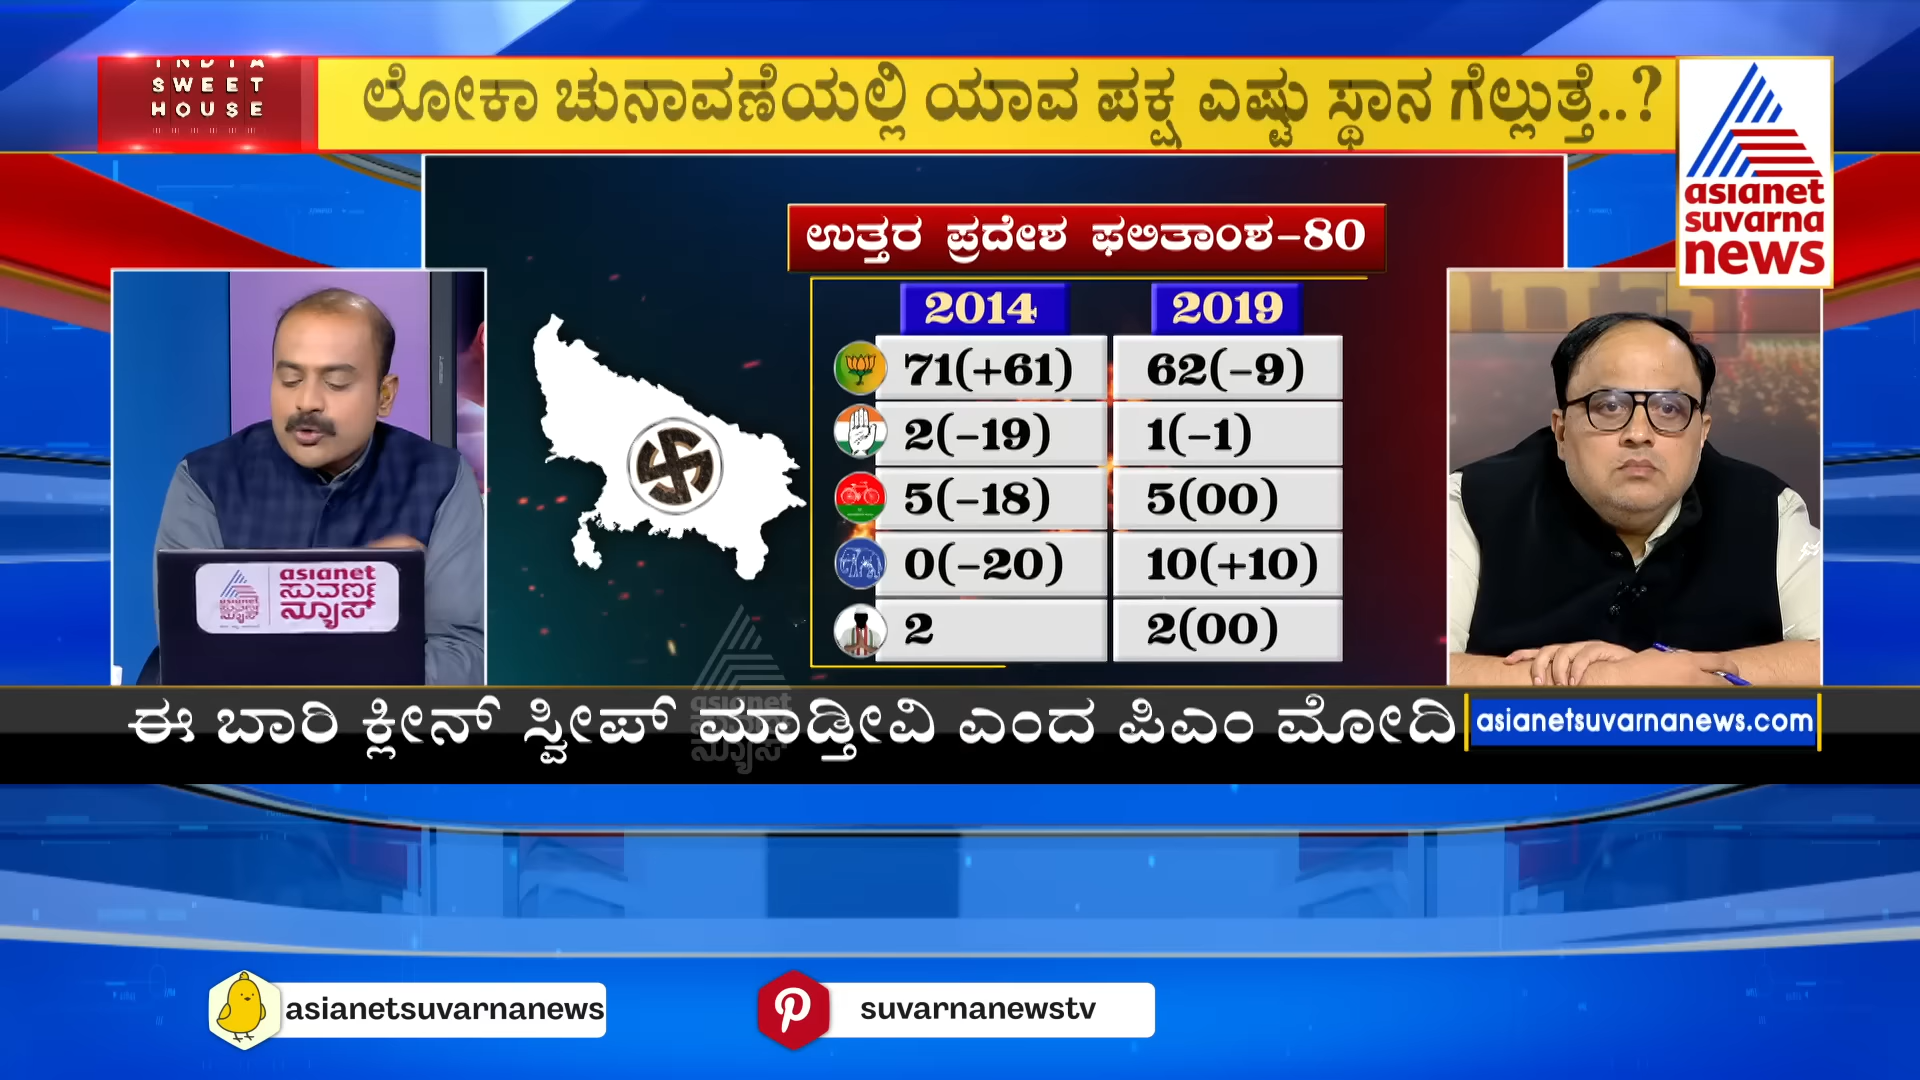 INDIA
SWEET
HOUSE
ಲೋಕಾ ಚುನಾವಣೆಯಲ್ಲಿ ಯಾವ ಪಕ್ಷ ಎಷ್ಟು ಸ್ಥಾನ ಗೆಲ್ಲುತ್ತೆ..?
asianet
suvarna
news
ಉತ್ತರ ಪ್ರದೇಶ ಫಲಿತಾಂಶ-80
2014 2019
71(+61) 62(-9)
2(-19) 1(-1)
5(-18) 5(00)
0(-20) 10(+10)
2 2(00)
asianet
ಸುವರ್ಣ
ನ್ಯೂಸ್
asianet
ಸುವರ್ಣ
ನ್ಯೂಸ್
ಈ ಬಾರಿ ಕ್ಲೀನ್ ಸ್ವೀಪ್ ಮಾಡ್ತೀವಿ ಎಂದ ಪಿಎಂ ಮೋದಿ
asianetsuvarnanews.com
asianetsuvarnanews
suvarnanewstv